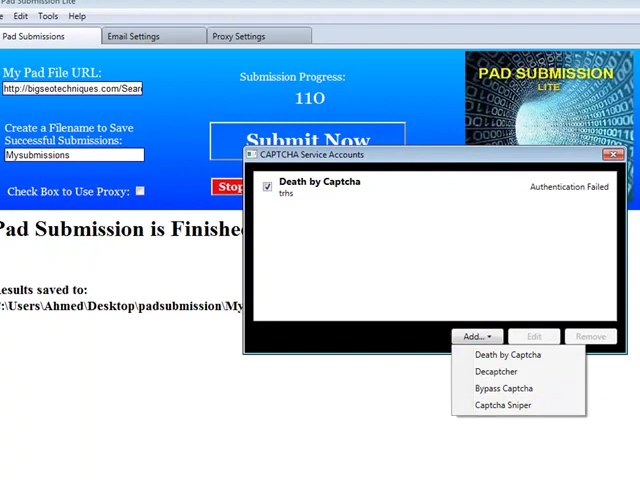 Pad Submission Lite
e Edit Tools Help
Pad Submissions Email Settings Proxy Settings
My Pad File URL:
http://bigseotechniques.com/Sear
Submission Progress:
110
PAD SUBMISSION
LITE
Create a Filename to Save
Successful Submissions:
Mysubmissions
Submit Now
Check Box to Use Proxy:
Stop
CAPTCHA Service Accounts
Death by Captcha
trhs
Authentication Failed
Pad Submission is Finished
esults saved to:
:\Users\Ahmed\Desktop\padsubmission\My
Add... Edit Remove
Death by Captcha
Decaptcher
Bypass Captcha
Captcha Sniper